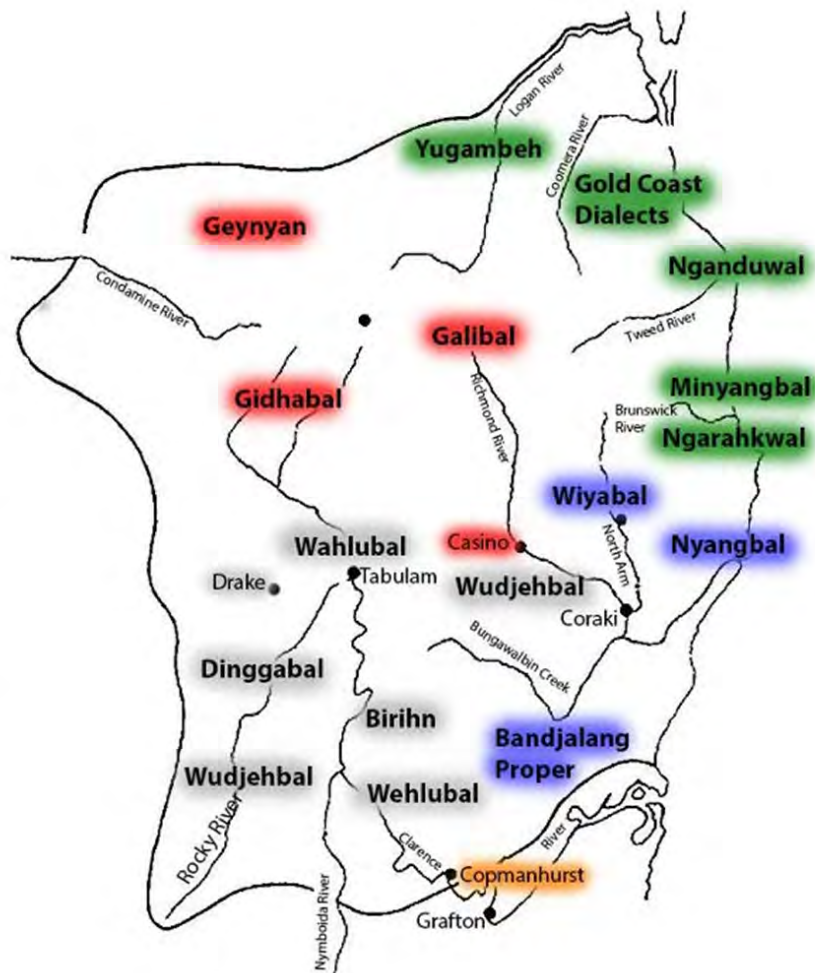 Logan River
Yugambeh
Coomera River
Gold Coast
Dialects
Geynyan
Nganduwal
Condamine River
Tweed River
Galibal
Gidhabal
Richmond River
Minyangbal
Brunswick
River
Ngarahkwal
Wiyabal
Wahlubal
Casino
North Arm
Nyangbal
Drake
Tabulam
Wudjehbal
Coraki
Bungawalbin Creek
Dinggabal
Birihn
Bandjalang
Proper
Wudjehbal
Wehlubal
Rocky River
Clarence
River
Copmanhurst
Grafton
Nymboida River